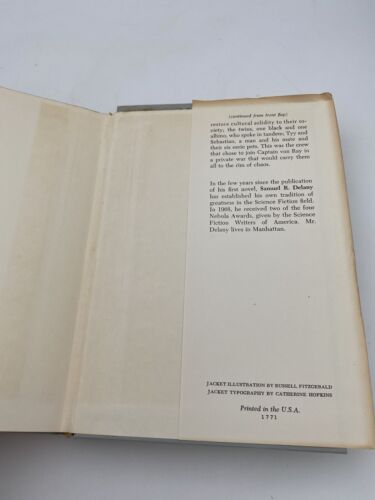 (continued from front flap)
restore cultural solidity to their so-
ciety; the twins, one black and one
albino, who spoke in tandem; Tyÿ and
Sebastian, a man and his mate and
their six eerie pets. This was the crew
that chose to join Captain von Ray in
a private war that would carry them
all to the rim of chaos.
In the few years since the publication
of his first novel, Samuel R. Delany
has established his own tradition of
greatness in the Science Fiction field.
In 1968, he received two of the four
Nebula Awards, given by the Science
Fiction Writers of America. Mr.
Delany lives in Manhattan.
JACKET ILLUSTRATION BY RUSSELL FITZGERALD
JACKET TYPOGRAPHY BY CATHERINE HOPKINS
Printed in the U.S.A.
1771